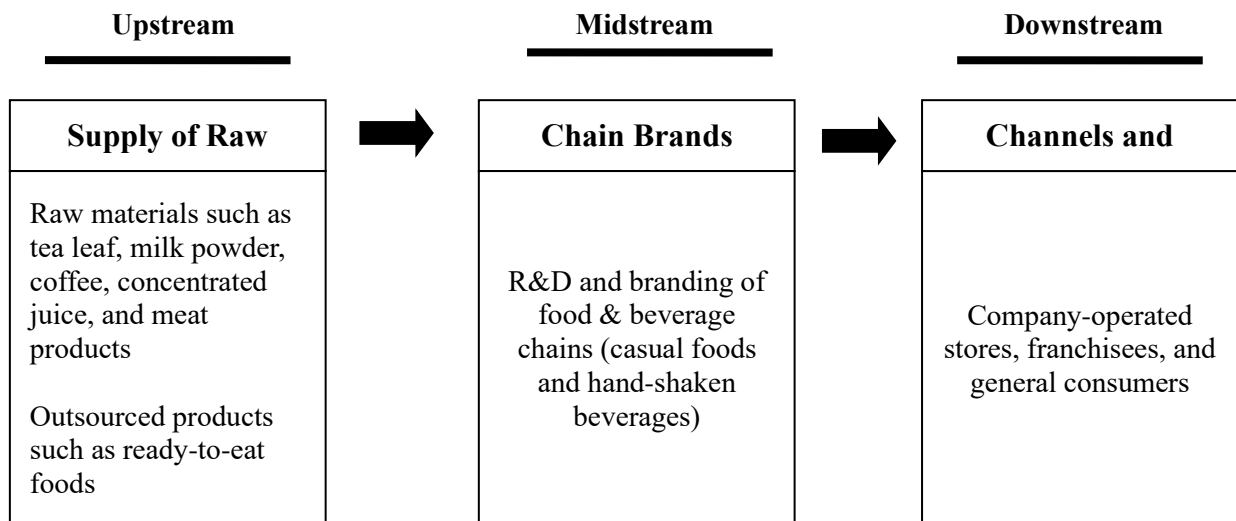 Upstream
Midstream
Downstream
Supply of Raw
Chain Brands
Channels and
Raw materials such as
tea leaf, milk powder,
coffee, concentrated
juice, and meat
products
Outsourced products
such as ready-to-eat
foods
R&D and branding of
food & beverage
chains (casual foods
and hand-shaken
beverages)
Company-operated
stores, franchisees, and
general consumers